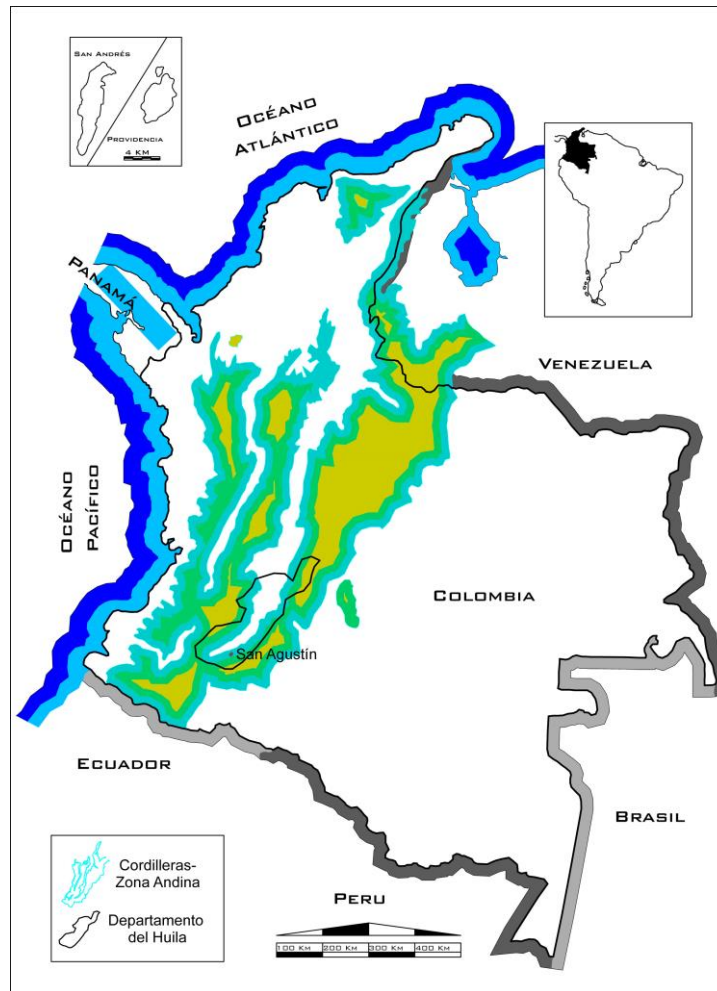 San Andrés
Providencia
4 Km
Océano
Atlántico
Panamá
Venezuela
Océano
Pacífico
Colombia
San Agustín
Ecuador
Brasil
Peru
Cordilleras-
Zona Andina
Departamento
del Huila
100 Km 200 Km 300 Km 400 Km